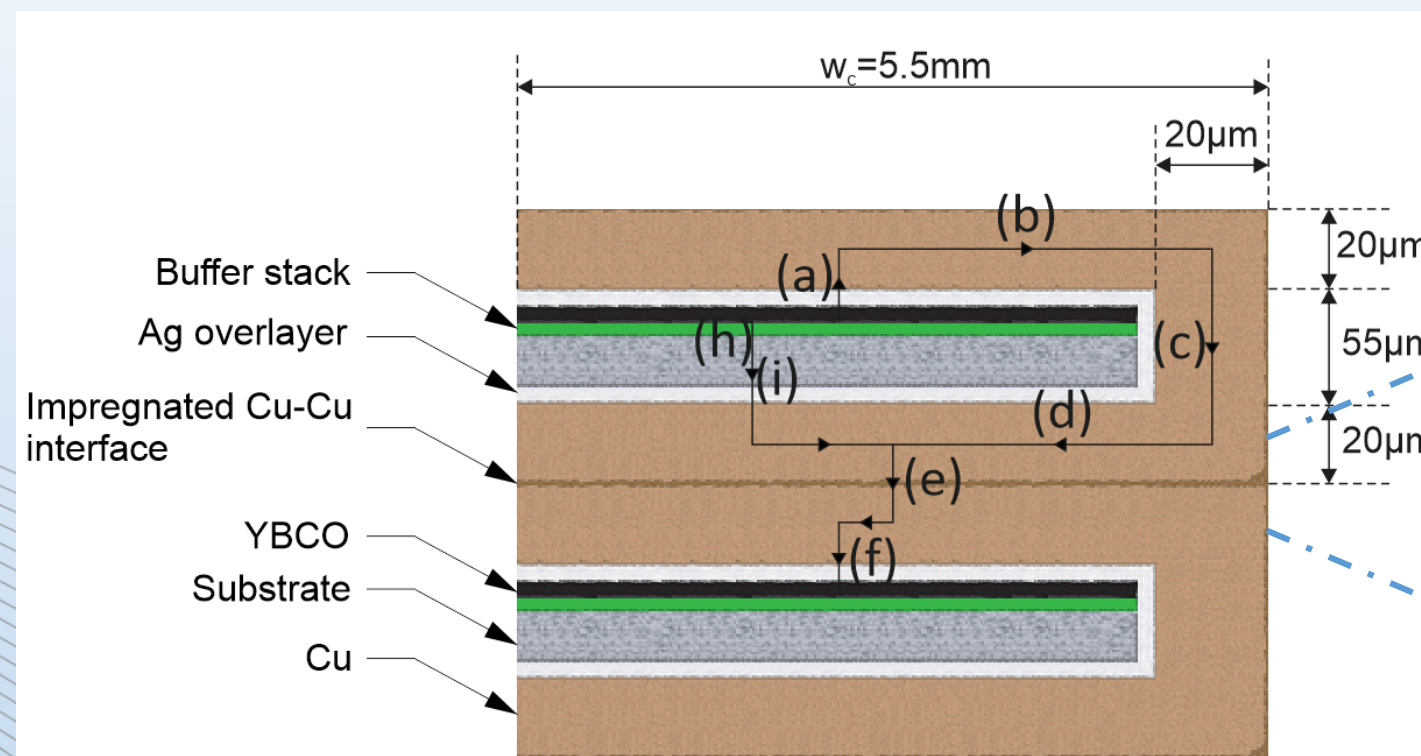 w_c=5.5mm
20µm
(b)
20µm
Buffer stack
(a)
Ag overlayer
(h)
(c)
55µm
(i)
Impregnated Cu-Cu
interface
(d)
20µm
(e)
YBCO
(f)
Substrate
Cu